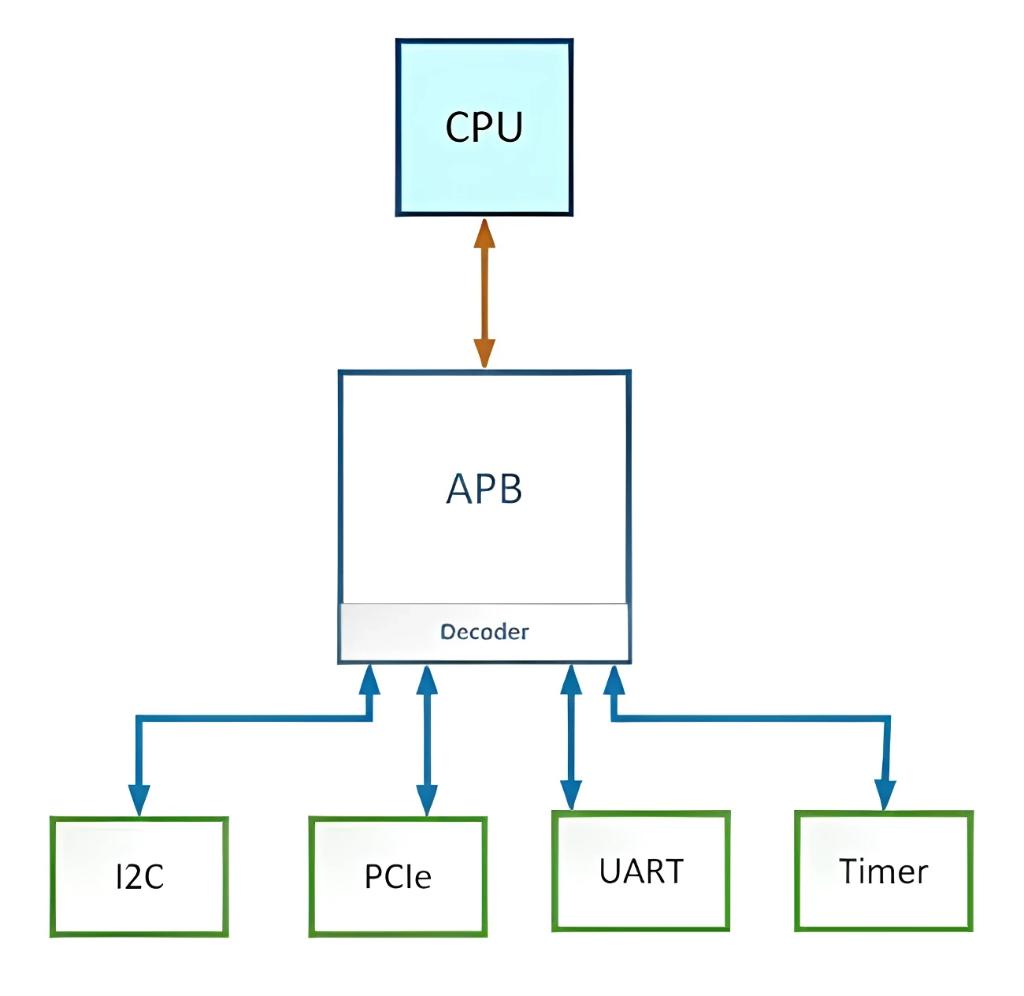 CPU
APB
Decoder
I2C
PCIe
UART
Timer